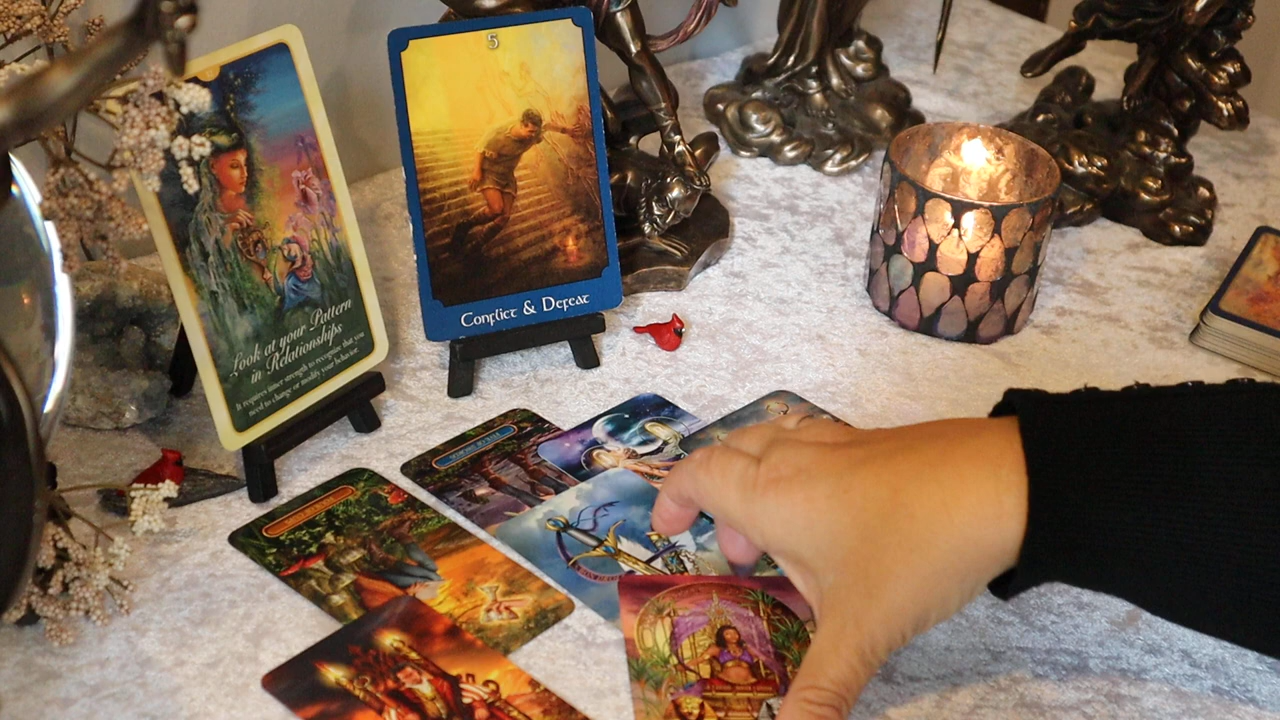 Look at your Pattern
in Relationships
It requires inner strength to recognize that you
need to change or modify your behavior.
5
Conflict & Defeat